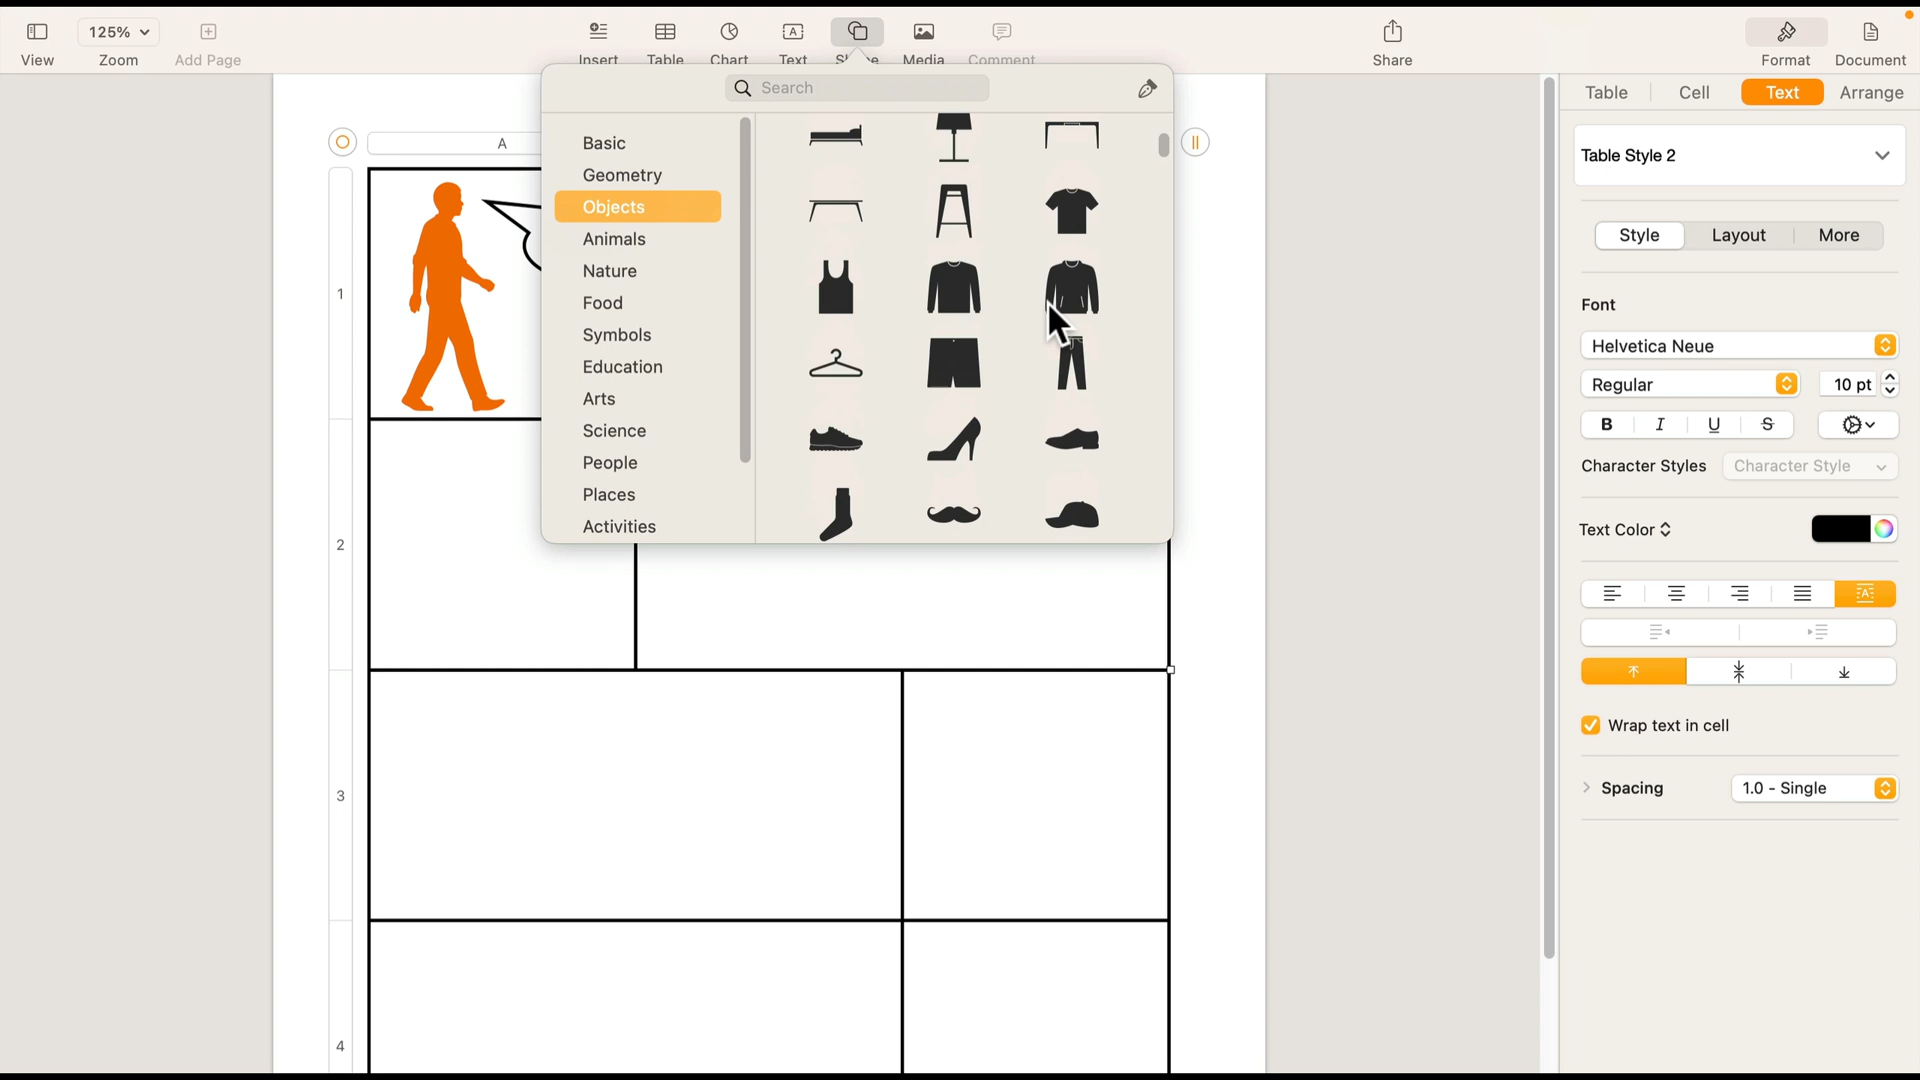 View
125%
Zoom
Add Page
Insert
Table
Chart
Text
Media
Comment
Share
Format
Document
Search
Basic
Geometry
Objects
Animals
Nature
Food
Symbols
Education
Arts
Science
People
Places
Activities
A
1
2
3
4
Table
Cell
Text
Arrange
Table Style 2
Style
Layout
More
Font
Helvetica Neue
Regular
10 pt
B I U S
Character Styles
Character Style
Text Color
Wrap text in cell
Spacing
1.0 - Single